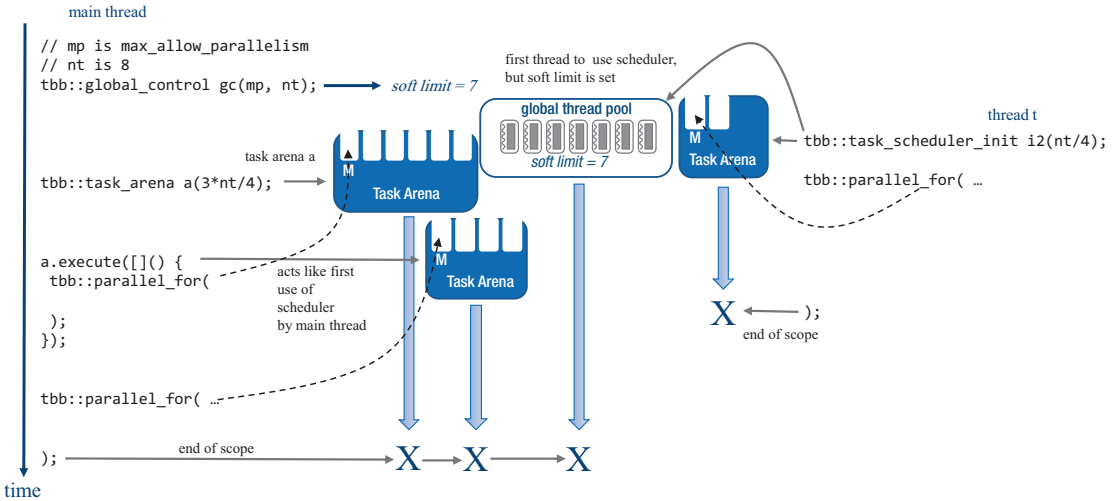 main thread
// mp is max_allow_parallelism
// nt is 8
tbb::global_control gc(mp, nt);
soft limit = 7
first thread to use scheduler,
but soft limit is set
global thread pool
soft limit = 7
M
Task Arena
thread t
tbb::task_scheduler_init i2(nt/4);
tbb::parallel_for( …
task arena a
tbb::task_arena a(3*nt/4);
M
Task Arena
a.execute([]() {
tbb::parallel_for(
);
});
acts like first
use of
scheduler
by main thread
M
Task Arena
X
);
end of scope
tbb::parallel_for( …
);
end of scope
X
X
X
time